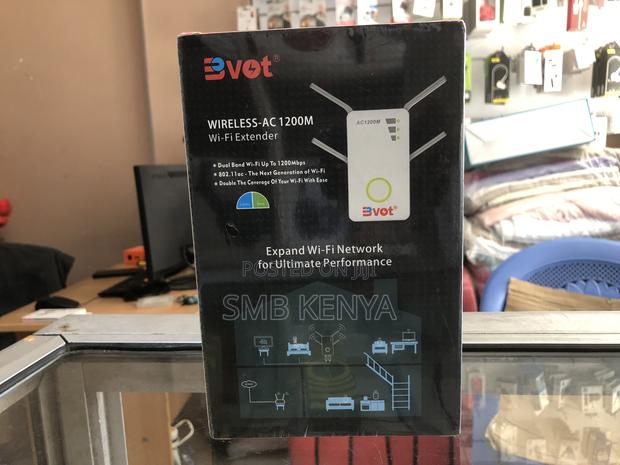 Bvot®
WIRELESS-AC 1200M
Wi-Fi Extender
• Dual Band Wi-Fi Up To 1200Mbps
• 802.11ac - The Next Generation of Wi-Fi
• Double The Coverage Of Your Wi-Fi With Ease
AC1200M
Bvot®
Expand Wi-Fi Network
for Ultimate Performance
POSTED ON JIJI
SMB KENYA